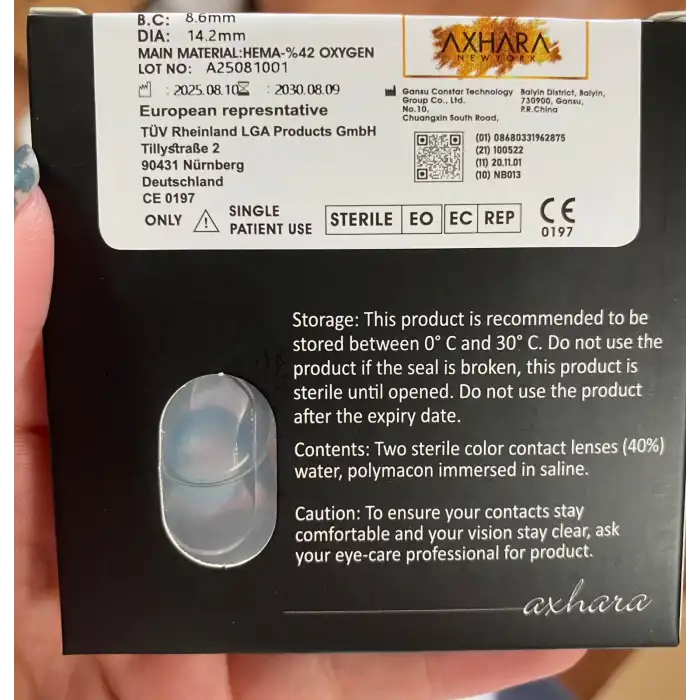 B.C: 8.6mm
DIA: 14.2mm
MAIN MATERIAL:HEMA-%42 OXYGEN
LOT NO: A25081001
: 2025.08.10 : 2030.08.09
European represntative
TÜV Rheinland LGA Products GmbH
Tillystraße 2
90431 Nürnberg
Deutschland
CE 0197
ONLY SINGLE PATIENT USE
STERILE EO EC REP
CE 0197
AXHARA
NEWYORK
Gansu Constar Technology
Group Co., Ltd.
No.10,
Chuangxin South Road,
Baiyin District, Baiyin,
730900, Gansu,
P.R.China
(01) 08680331962875
(21) 100522
(11) 20.11.01
(10) NB013
Storage: This product is recommended to be
stored between 0° C and 30° C. Do not use the
product if the seal is broken, this product is
sterile until opened. Do not use the product
after the expiry date.
Contents: Two sterile color contact lenses (40%)
water, polymacon immersed in saline.
Caution: To ensure your contacts stay
comfortable and your vision stay clear, ask
your eye-care professional for product.
axhara